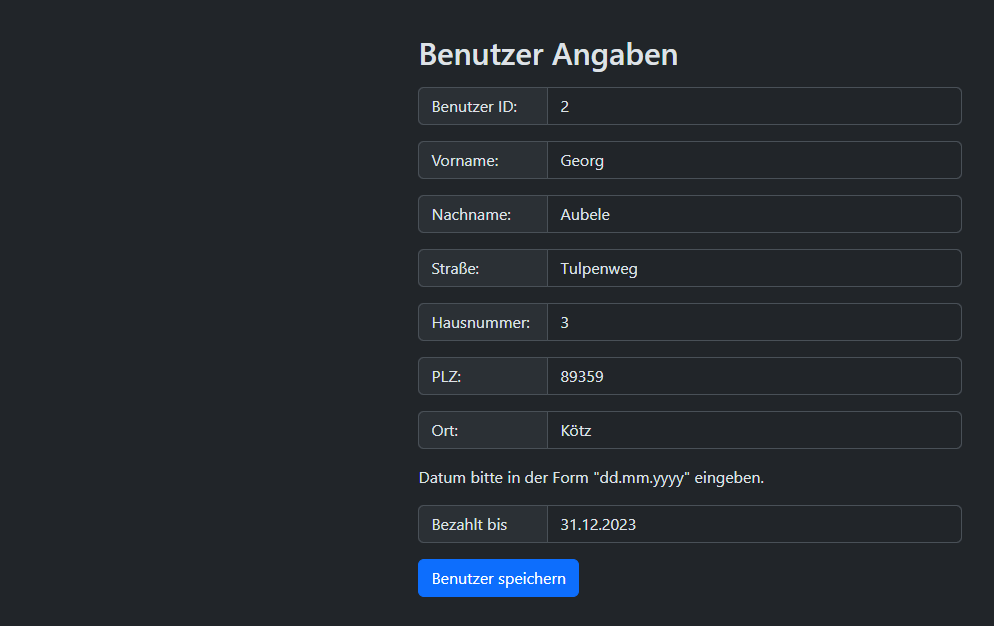 Benutzer Angaben
Benutzer ID: 2
Vorname: Georg
Nachname: Aubele
Straße: Tulpenweg
Hausnummer: 3
PLZ: 89359
Ort: Kötz
Datum bitte in der Form "dd.mm.yyyy" eingeben.
Bezahlt bis 31.12.2023
Benutzer speichern